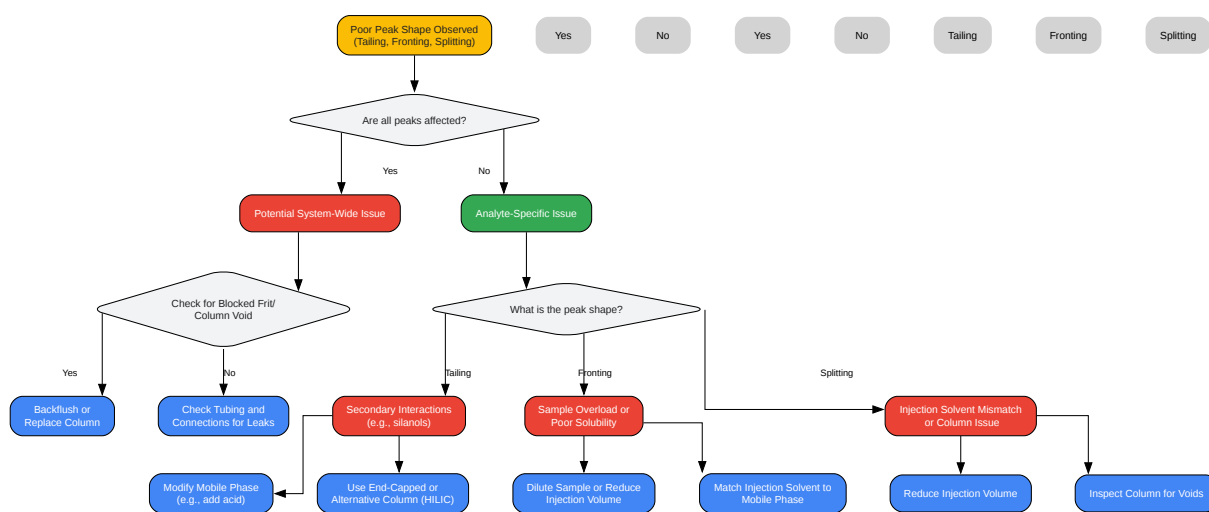 Poor Peak Shape Observed
(Tailing, Fronting, Splitting)
Yes
No
Yes
No
Tailing
Fronting
Splitting
Are all peaks affected?
Yes
No
Potential System-Wide Issue
Analyte-Specific Issue
Check for Blocked Frit/
Column Void
What is the peak shape?
Yes
No
Tailing
Fronting
Splitting
Backflush or
Replace Column
Check Tubing and
Connections for Leaks
Secondary Interactions
(e.g., silanols)
Sample Overload or
Poor Solubility
Injection Solvent Mismatch
or Column Issue
Modify Mobile Phase
(e.g., add acid)
Use End-Capped or
Alternative Column (HILIC)
Dilute Sample or Reduce
Injection Volume
Match Injection Solvent to
Mobile Phase
Reduce Injection Volume
Inspect Column for Voids